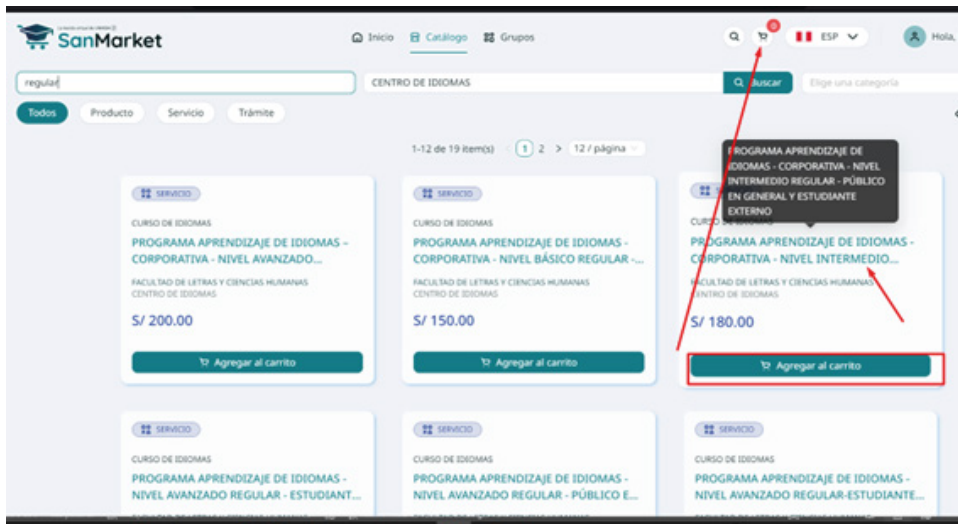 SanMarket
Inicio
Catálogo
Grupos
0
ESP
Hola,
regular
CENTRO DE IDIOMAS
Buscar
Elige una categoría
Todos
Producto
Servicio
Trámite
1-12 de 19 item(s)
1
2
12 / página
PROGRAMA APRENDIZAJE DE
IDIOMAS - CORPORATIVA - NIVEL
INTERMEDIO REGULAR - PÚBLICO
EN GENERAL Y ESTUDIANTE
EXTERNO
SERVICIO
CURSO DE IDIOMAS
PROGRAMA APRENDIZAJE DE IDIOMAS –
CORPORATIVA - NIVEL AVANZADO...
FACULTAD DE LETRAS Y CIENCIAS HUMANAS
CENTRO DE IDIOMAS
S/ 200.00
Agregar al carrito
SERVICIO
CURSO DE IDIOMAS
PROGRAMA APRENDIZAJE DE IDIOMAS -
CORPORATIVA - NIVEL BÁSICO REGULAR -...
FACULTAD DE LETRAS Y CIENCIAS HUMANAS
CENTRO DE IDIOMAS
S/ 150.00
Agregar al carrito
PROGRAMA APRENDIZAJE DE IDIOMAS -
CORPORATIVA - NIVEL INTERMEDIO...
FACULTAD DE LETRAS Y CIENCIAS HUMANAS
CENTRO DE IDIOMAS
S/ 180.00
Agregar al carrito
SERVICIO
CURSO DE IDIOMAS
PROGRAMA APRENDIZAJE DE IDIOMAS -
NIVEL AVANZADO REGULAR - ESTUDIANT...
SERVICIO
CURSO DE IDIOMAS
PROGRAMA APRENDIZAJE DE IDIOMAS -
NIVEL AVANZADO REGULAR - PÚBLICO E...
SERVICIO
CURSO DE IDIOMAS
PROGRAMA APRENDIZAJE DE IDIOMAS -
NIVEL AVANZADO REGULAR-ESTUDIANTE...